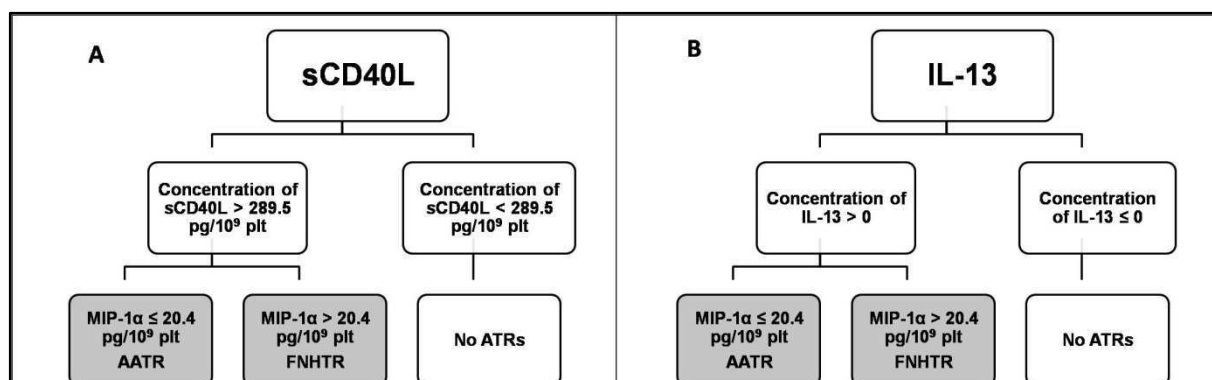 A
sCD40L
Concentration of
sCD40L > 289.5
pg/10⁹ plt
Concentration of
sCD40L < 289.5
pg/10⁹ plt
MIP-1α ≤ 20.4
pg/10⁹ plt
AATR
MIP-1α > 20.4
pg/10⁹ plt
FNHTR
No ATRs
B
IL-13
Concentration of
IL-13 > 0
Concentration
of IL-13 ≤ 0
MIP-1α ≤ 20.4
pg/10⁹ plt
AATR
MIP-1α > 20.4
pg/10⁹ plt
FNHTR
No ATRs